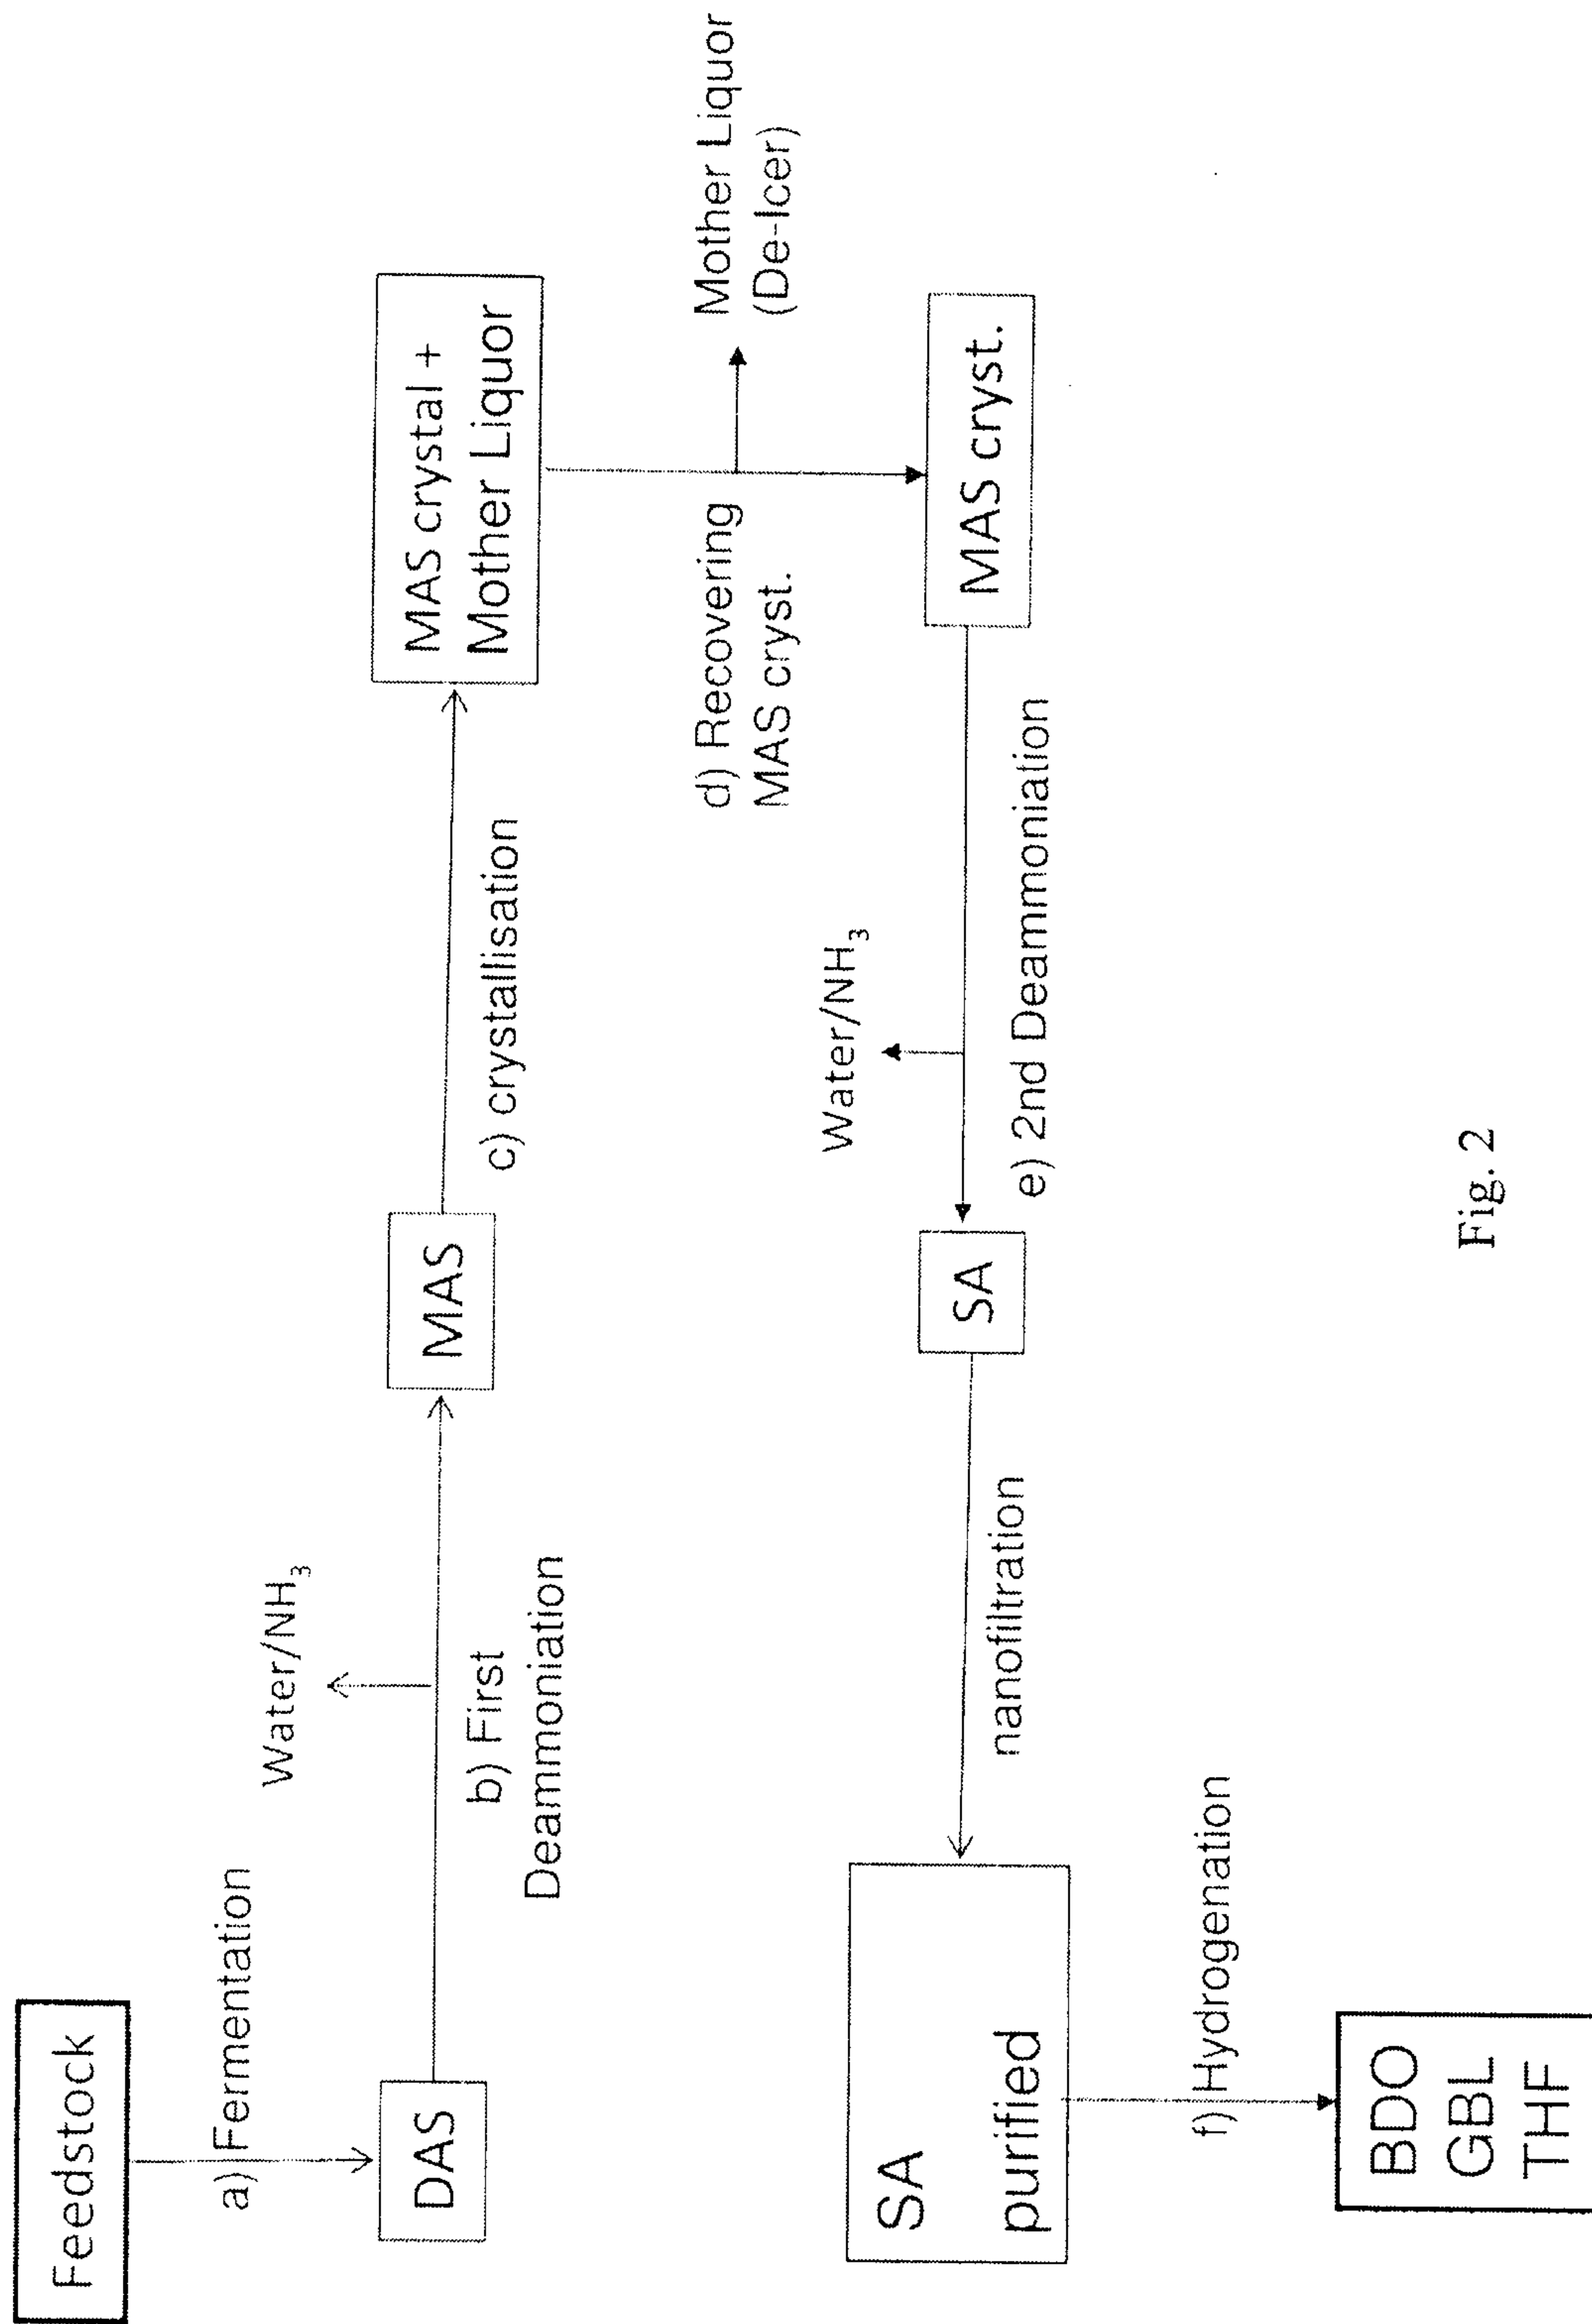 Feedstock
a) Fermentation
DAS
Water/NH₃
b) First
Deammoniation
MAS
c) crystallisation
MAS crystal +
Mother Liquor
d) Recovering
MAS cryst.
Mother Liquor
(De-Icer)
MAS cryst.
Water/NH₃
e) 2nd Deammoniation
SA
nanofiltration
SA
purified
f) Hydrogenation
BDO
GBL
THF
Fig. 2